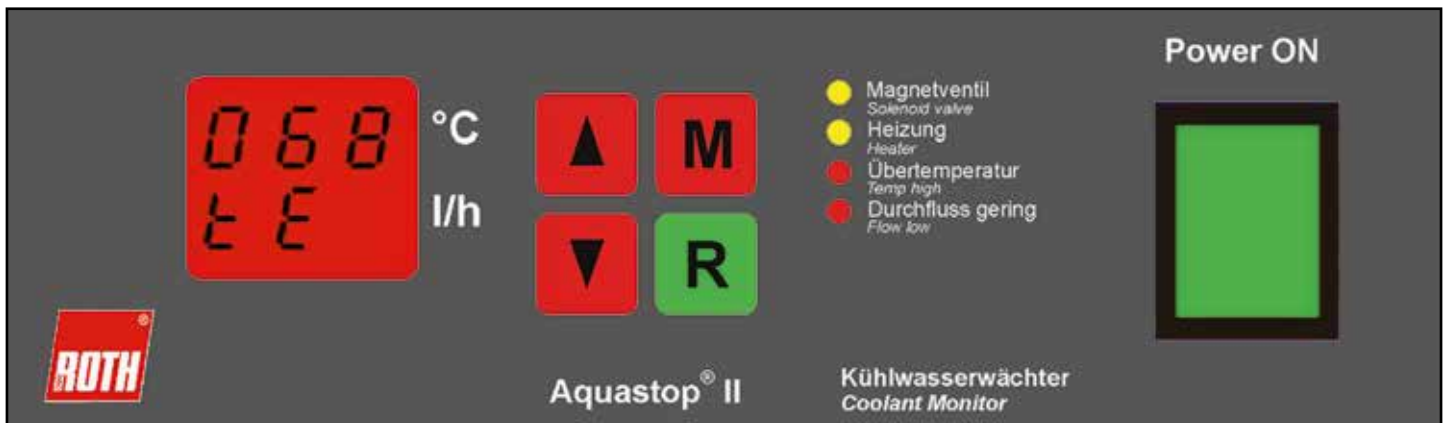 Power ON
068 °C
tE l/h
▲ M
▼ R
Magnetventil
Solenoid valve
Heizung
Heater
Übertemperatur
Temp high
Durchfluss gering
Flow low
ROTH®
Aquastop® II
Kühlwasserwächter
Coolant Monitor